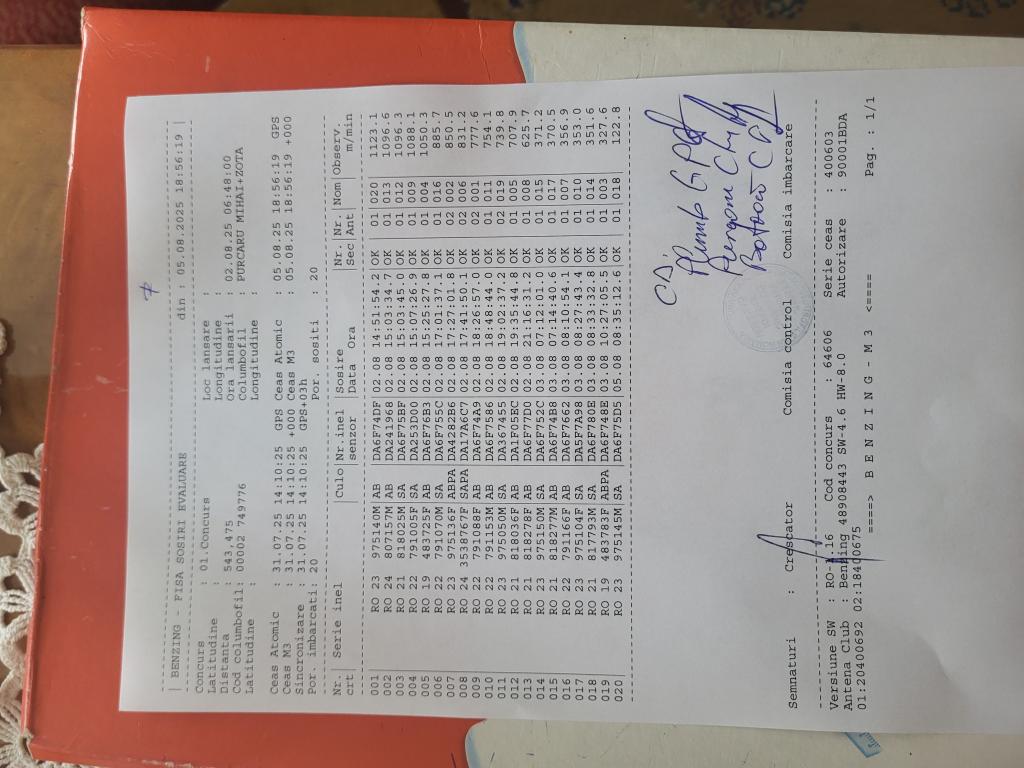 | BENZING - FISA SOSIRI EVALUARE din : 05.08.2025 18:56:19 |
Concurs : 01.Concurs Loc lansare :
Latitudine : Longitudine :
Distanta : 543.475 Ora lansarii : 02.08.25 06:48:00
Cod columbofil: 00002 749776 Columbofil : PURCARU MIHAI+ZOTA
Latitudine : Longitudine :
Ceas Atomic : 31.07.25 14:10:25 GPS Ceas Atomic : 05.08.25 18:56:19 GPS
Ceas M3 : 31.07.25 14:10:25 +000 Ceas M3 : 05.08.25 18:56:19 +000
Sincronizare : 31.07.25 14:10:25 GPS+03h
Por. imbarcati: 20 Por. sositi : 20
Nr. | Serie inel | Culo | Nr.inel | Sosire | Nr. | Nr. | Nom | Observ.
crt | senzor | Data Ora | Sec | Ant | m/min
001 | RO 23 975140M | AB | DA6F74DF | 02.08 14:51:54.2 | OK | 01 | 020 | 1123.1
002 | RO 24 807157M | AB | DA241968 | 02.08 15:03:34.7 | OK | 01 | 013 | 1096.6
003 | RO 21 818025M | SA | DA6F75BF | 02.08 15:03:45.0 | OK | 01 | 012 | 1096.3
004 | RO 22 791005F | SA | DA253D00 | 02.08 15:07:26.9 | OK | 01 | 009 | 1088.1
005 | RO 19 483725F | AB | DA6F76B3 | 02.08 15:25:27.8 | OK | 01 | 004 | 1050.3
006 | RO 22 791070M | SA | DA6F755C | 02.08 17:01:37.1 | OK | 01 | 016 | 885.7
007 | RO 23 975136F | ABPA | DA4282B6 | 02.08 17:27:01.8 | OK | 02 | 002 | 850.5
008 | RO 24 3538767F | SAPA | DA17A6C7 | 02.08 17:41:50.1 | OK | 02 | 006 | 831.2
009 | RO 22 791088F | AB | DA6F74A9 | 02.08 18:26:57.0 | OK | 02 | 001 | 777.6
010 | RO 22 791153M | AB | DA6F7586 | 02.08 18:48:44.0 | OK | 01 | 011 | 754.1
011 | RO 23 975050M | SA | DA367455 | 02.08 19:02:37.2 | OK | 02 | 019 | 739.8
012 | RO 21 818036F | AB | DA1F05EC | 02.08 19:35:44.8 | OK | 01 | 005 | 707.9
013 | RO 21 818278F | AB | DA6F77D0 | 02.08 21:16:31.2 | OK | 01 | 008 | 625.7
014 | RO 23 975150M | SA | DA6F752C | 03.08 07:12:01.0 | OK | 01 | 015 | 371.2
015 | RO 21 818277M | AB | DA6F74B8 | 03.08 07:14:40.6 | OK | 01 | 017 | 370.5
016 | RO 22 791166F | AB | DA6F7662 | 03.08 08:10:54.1 | OK | 01 | 007 | 356.9
017 | RO 23 975104F | SA | DA5F7A98 | 03.08 08:27:43.4 | OK | 01 | 010 | 353.0
018 | RO 21 817793M | SA | DA6F780E | 03.08 08:33:32.8 | OK | 01 | 014 | 351.6
019 | RO 19 483783F | ABPA | DA6F748E | 03.08 10:27:05.5 | OK | 01 | 003 | 327.6
020 | RO 23 975145M | SA | DA6F75D5 | 05.08 08:35:12.6 | OK | 01 | 018 | 122.8
Semnaturi : Crescator Comisia control Comisia imbarcare
Versiune SW : RO-1.16 Cod concurs : 64606 Serie ceas : 400603
Antena Club : Benzing 48908443 SW-4.6 HW-8.0 Autorizare : 90001BDA
01:20400692 02:18400675
====> B E N Z I N G - M 3 <==== Pag. : 1/1